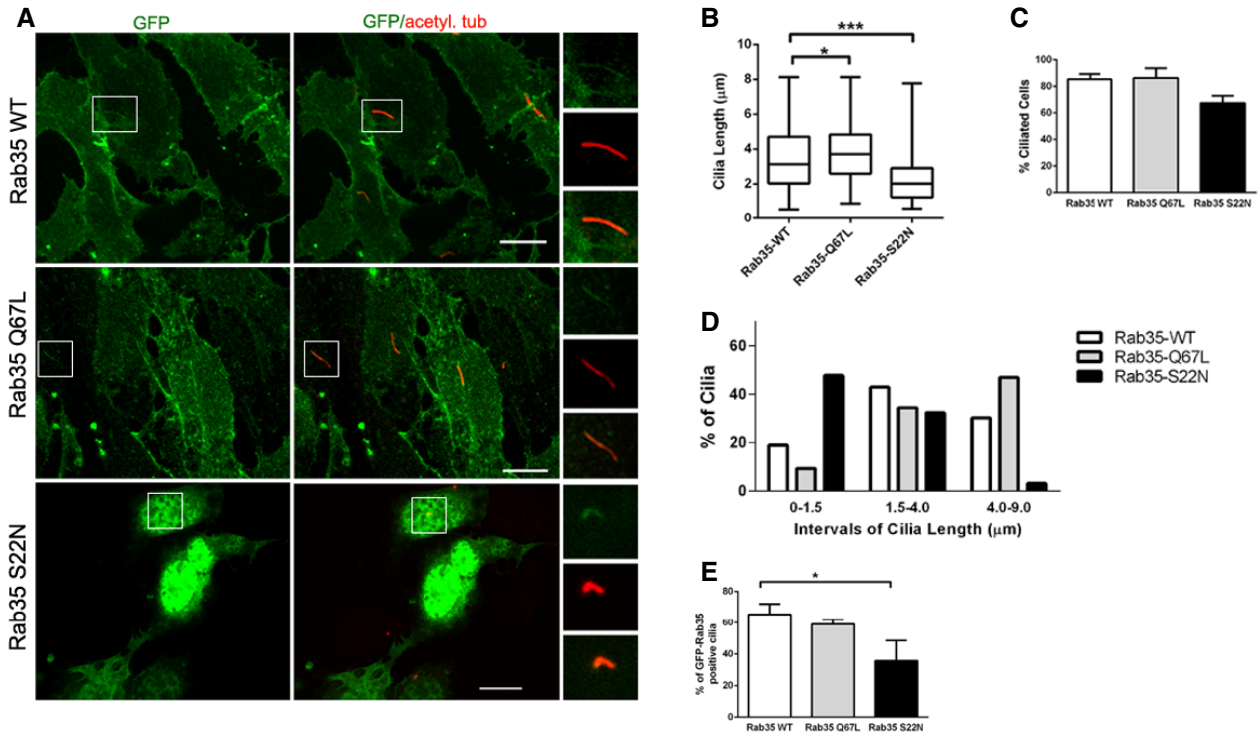 A
GFP
GFP/acetyl. tub
Rab35 WT
Rab35 Q67L
Rab35 S22N
B
***
*
Cilia Length (μm)
10
8
6
4
2
0
Rab35-WT
Rab35-Q67L
Rab35-S22N
C
% Ciliated Cells
100
80
60
40
20
0
Rab35 WT
Rab35 Q67L
Rab35 S22N
D
% of Cilia
60
40
20
0
0-1.5
1.5-4.0
4.0-9.0
Intervals of Cilia Length (μm)
Rab35-WT
Rab35-Q67L
Rab35-S22N
E
*
% of GFP-Rab35
positive cilia
80
60
40
20
0
Rab35 WT
Rab35 Q67L
Rab35 S22N